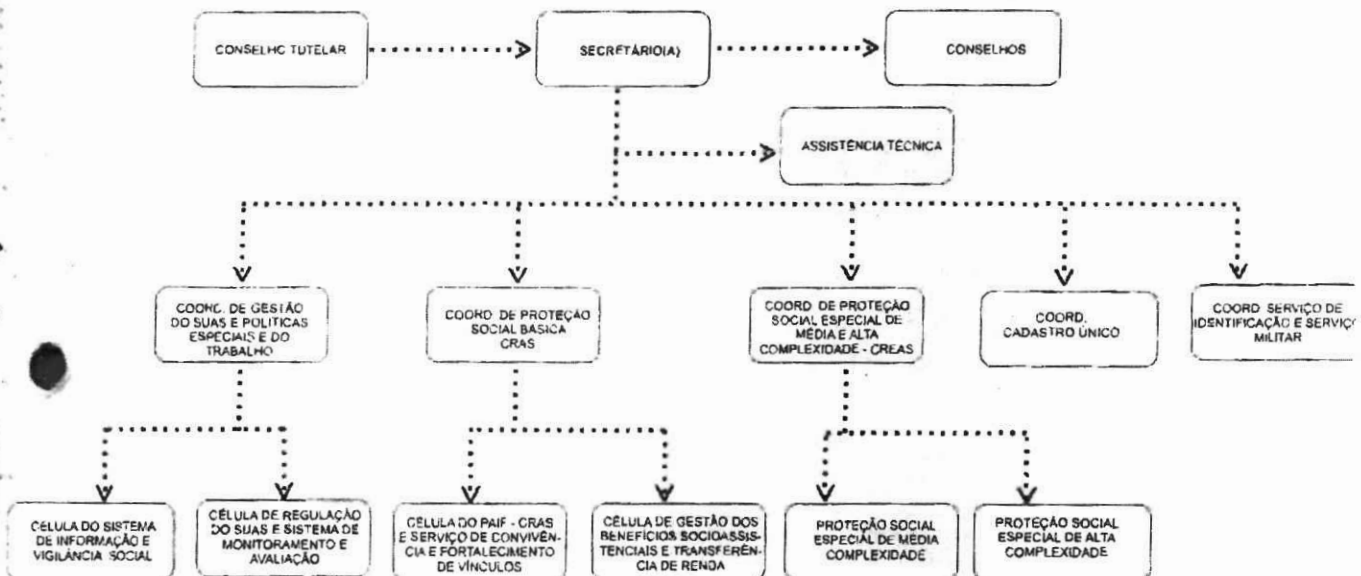 CONSELHO TUTELAR
SECRETÁRIO(A)
CONSELHOS
ASSISTÊNCIA TÉCNICA
COORD. DE GESTÃO
DO SUAS E POLITICAS
ESPECIAIS E DO
TRABALHO
COORD DE PROTEÇÃO
SOCIAL BÁSICA
CRAS
COORD DE PROTEÇÃO
SOCIAL ESPECIAL DE
MÉDIA E ALTA
COMPLEXIDADE - CREAS
COORD.
CADASTRO ÚNICO
COORD SERVIÇO DE
IDENTIFICAÇÃO E SERVIÇO
MILITAR
CÉLULA DO SISTEMA
DE INFORMAÇÃO E
VIGILÂNCIA SOCIAL
CÉLULA DE REGULAÇÃO
DO SUAS E SISTEMA DE
MONITORAMENTO E
AVALIAÇÃO
CÉLULA DO PAIF - CRAS
E SERVIÇO DE CONVIVÊN-
CIA E FORTALECIMENTO
DE VÍNCULOS
CÉLULA DE GESTÃO DOS
BENEFÍCIOS SOCIOASSIS-
TENCIAIS E TRANSFERÊN-
CIA DE RENDA
PROTEÇÃO SOCIAL
ESPECIAL DE MÉDIA
COMPLEXIDADE
PROTEÇÃO SOCIAL
ESPECIAL DE ALTA
COMPLEXIDADE